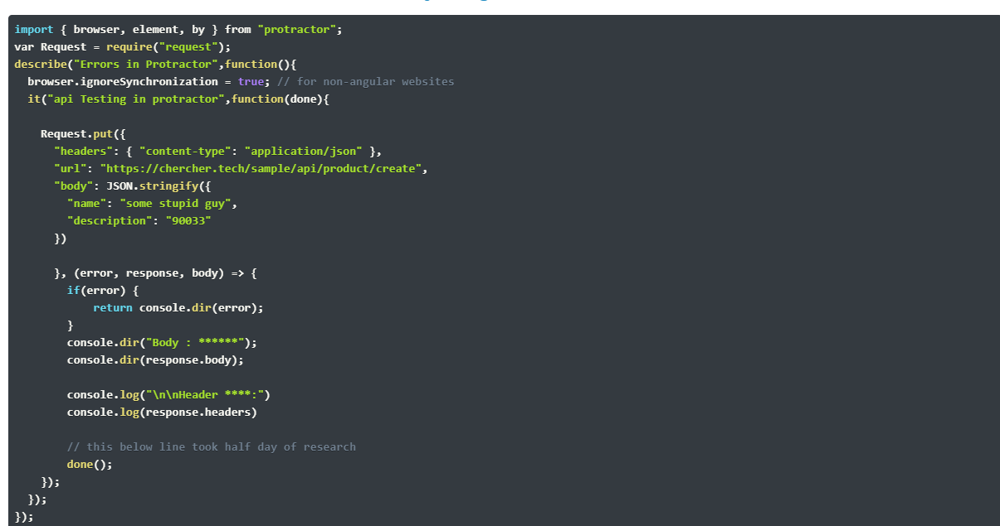 import { browser, element, by } from "protractor";
var Request = require("request");
describe("Errors in Protractor",function(){
  browser.ignoreSynchronization = true; // for non-angular websites
  it("api Testing in protractor",function(done){

    Request.put({
      "headers": { "content-type": "application/json" },
      "url": "https://chercher.tech/sample/api/product/create",
      "body": JSON.stringify({
        "name": "some stupid guy",
        "description": "90033"
      })

      }, (error, response, body) => {
        if(error) {
            return console.dir(error);
        }
        console.dir("Body : ******");
        console.dir(response.body);

        console.log("\n\nHeader ****:")
        console.log(response.headers)

        // this below line took half day of research
        done();
    });
  });
});